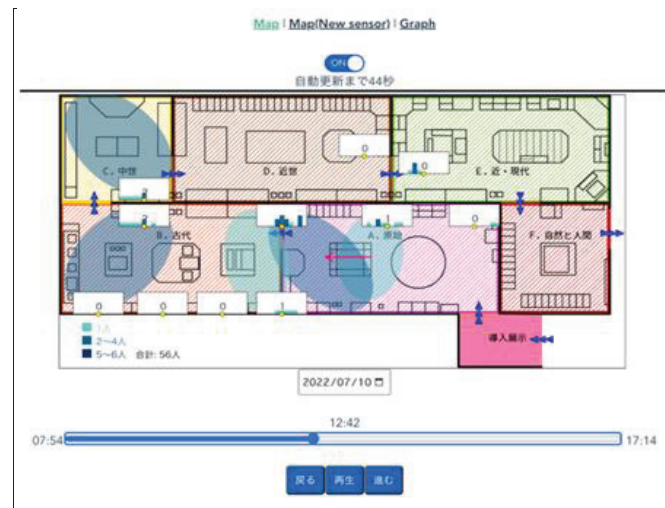 Map | Map(New sensor) | Graph
ON
自動更新まで44秒
C. 中世
D. 近世
E. 近・現代
0
0
2
2
1
0
B. 古代
A. 原始
F. 自然と人間
0
0
0
1
1人
2〜4人
5〜6人 合計: 56人
導入展示
2022/07/10
12:42
07:54
17:14
戻る
再生
進む